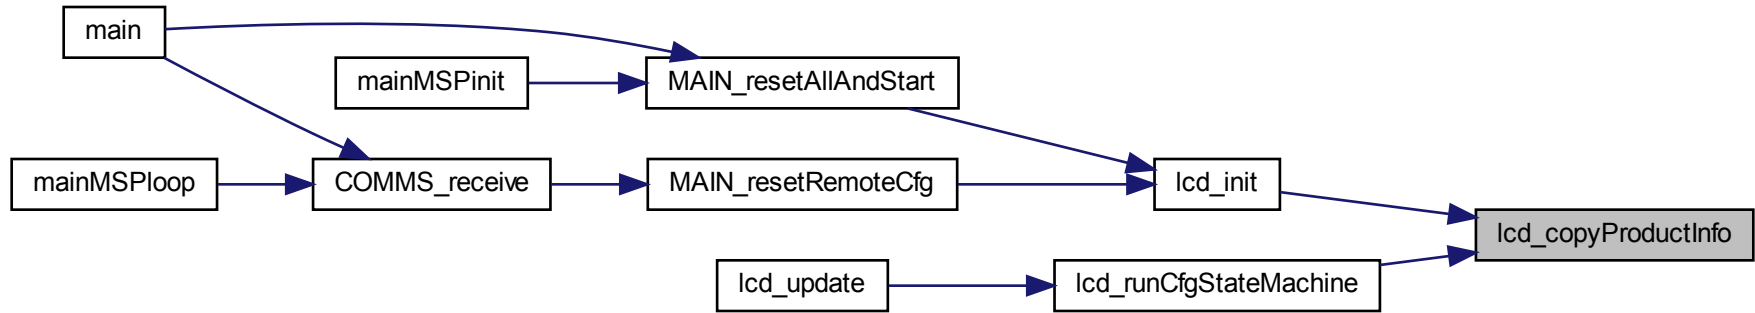 main
mainMSPinit
MAIN_resetAllAndStart
mainMSPloop
COMMS_receive
MAIN_resetRemoteCfg
lcd_init
lcd_copyProductInfo
lcd_update
lcd_runCfgStateMachine